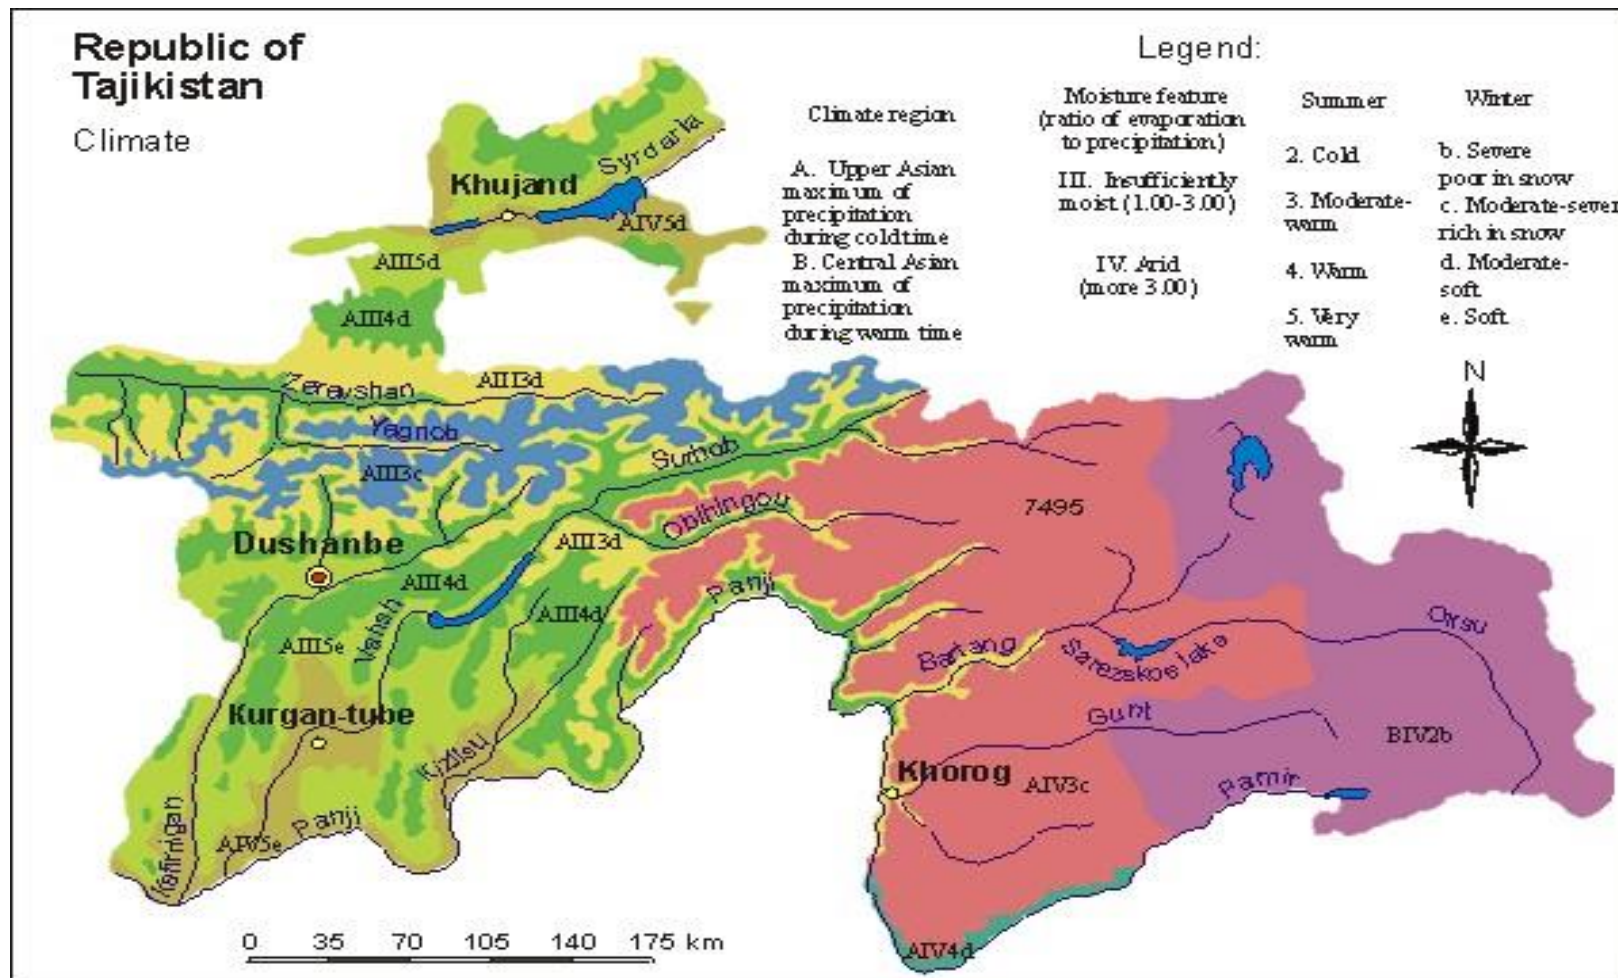 Republic of
Tajikistan
Climate
Legend:
Climate region
A. Upper Asian
maximum of
precipitation
during cold time
B. Central Asian
maximum of
precipitation
during warm time
Moisture feature
(ratio of evaporation
to precipitation)
III. Insufficiently
moist (1.00-3.00)
IV. Arid
(more 3.00)
Summer
2. Cold
3. Moderate-
warm
4. Warm
5. Very
warm
Winter
b. Severe
poor in snow
c. Moderate-sever
rich in snow
d. Moderate-
soft
e. Soft
N
Syrdaria
Khujand
AIV5d
AIII5d
AIII4d
Zeravshan
AIII3d
Yagnob
AIII3c
Surhob
Obihingou
7495
Dushanbe
AIII3d
AIII4d
AIII4d
Vahsh
Panji
AIII5e
Bartang
Sarezskoe lake
Oqsu
Kurgan-tube
Kizilsu
Gunt
BIV2b
Khorog
AIV3c
Pamir
Kafirnigan
AIV5e
Panji
AIV4d
0 35 70 105 140 175 km